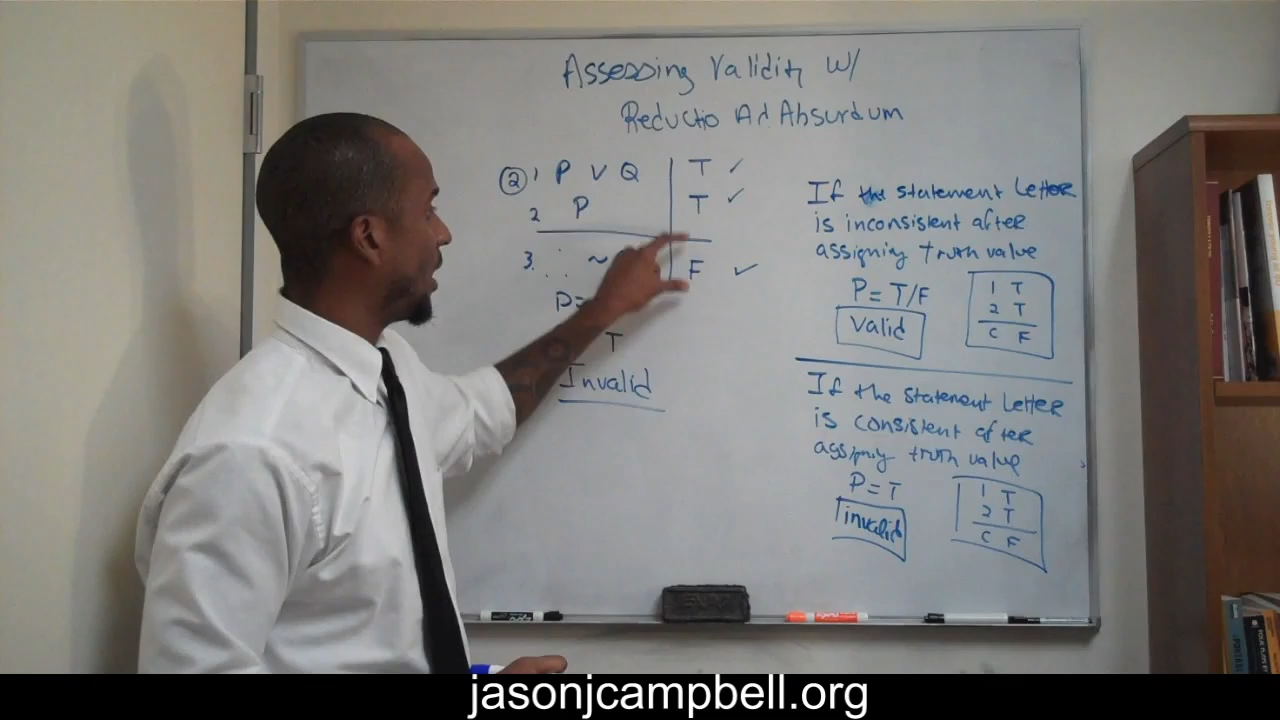 Assessing Validity W/
Reductio Ad Absurdum
② 1 P v Q | T ✓
2 P | T ✓
3. ∴ ~ | F ✓
P=
T
Invalid
If the statement Letter
is inconsistent after
assigning truth value
P = T/F
Valid
1 T
2 T
C F
If the statement Letter
is consistent after
assigning truth value
P = T
invalid
1 T
2 T
C F
EXPO
jasonjcampbell.org